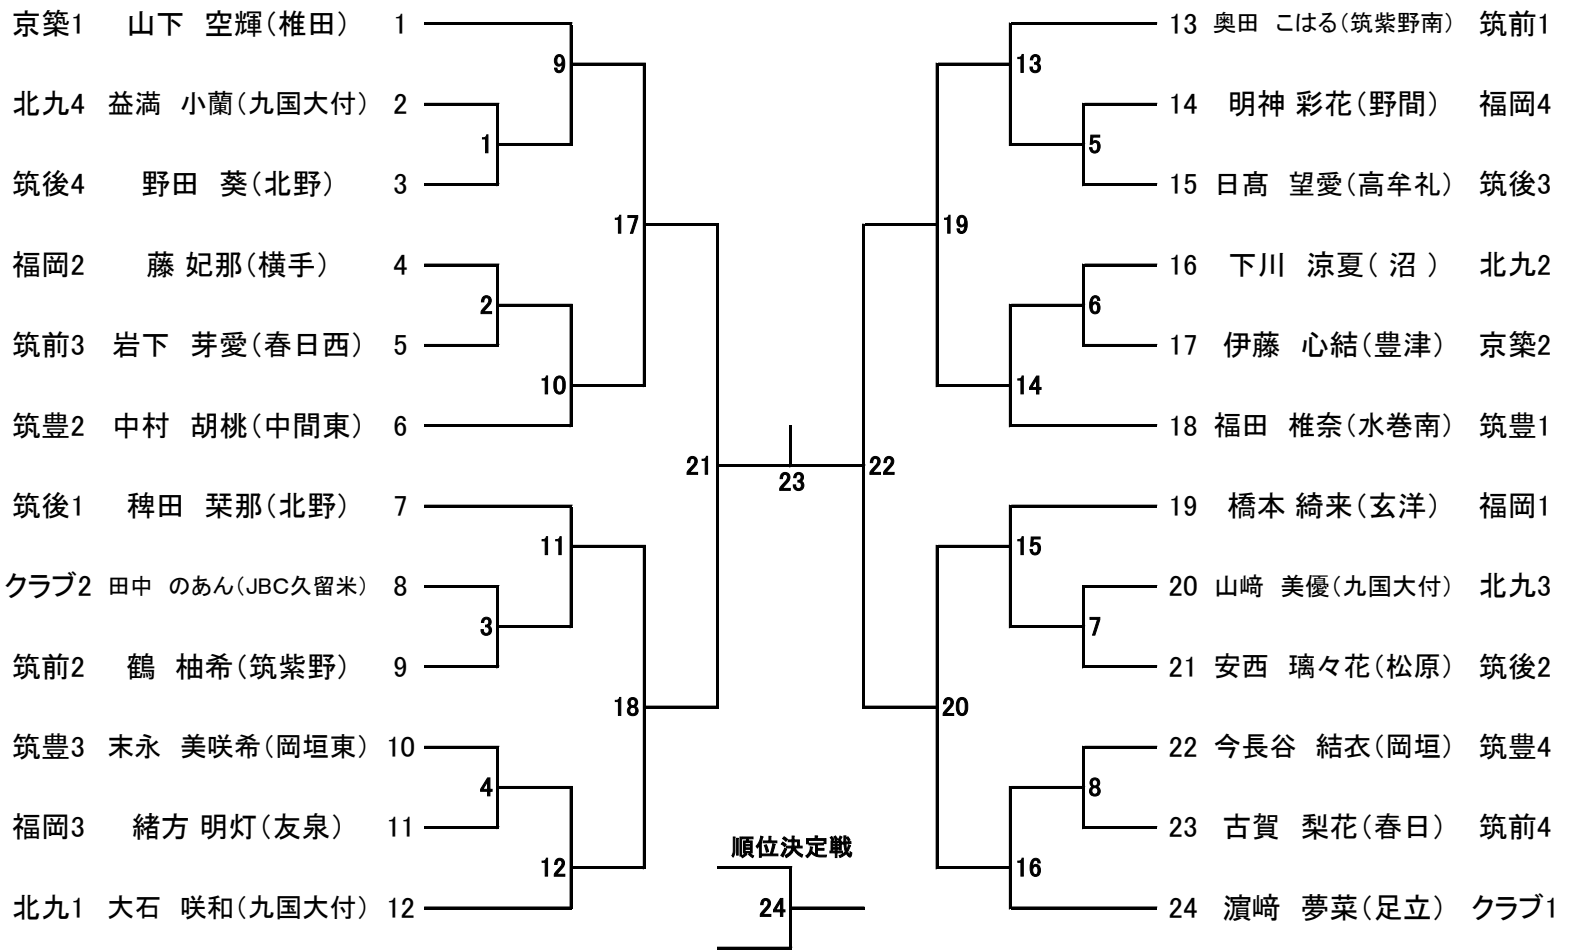 京築1 山下 空輝(椎田) 1
北九4 益満 小蘭(九国大付) 2
筑後4 野田 葵(北野) 3
福岡2 藤 妃那(横手) 4
筑前3 岩下 芽愛(春日西) 5
筑豊2 中村 胡桃(中間東) 6
筑後1 稗田 栞那(北野) 7
クラブ2 田中 のあん(JBC久留米) 8
筑前2 鶴 柚希(筑紫野) 9
筑豊3 末永 美咲希(岡垣東) 10
福岡3 緒方 明灯(友泉) 11
北九1 大石 咲和(九国大付) 12
1
2
3
4
9
10
11
12
17
18
21
23
22
19
20
13
14
15
16
5
6
7
8
順位決定戦
24
13 奥田 こはる(筑紫野南) 筑前1
14 明神 彩花(野間) 福岡4
15 日髙 望愛(高牟礼) 筑後3
16 下川 涼夏( 沼 ) 北九2
17 伊藤 心結(豊津) 京築2
18 福田 椎奈(水巻南) 筑豊1
19 橋本 綺来(玄洋) 福岡1
20 山﨑 美優(九国大付) 北九3
21 安西 璃々花(松原) 筑後2
22 今長谷 結衣(岡垣) 筑豊4
23 古賀 梨花(春日) 筑前4
24 濵﨑 夢菜(足立) クラブ1